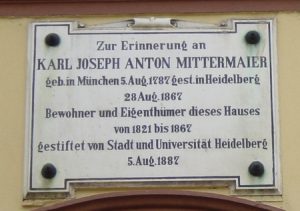 Zur Erinnerung an
KARL JOSEPH ANTON MITTERMAIER
geb. in München 5. Aug. 1787 gest. in Heidelberg
28 Aug. 1867
Bewohner und Eigenthümer dieses Hauses
von 1821 bis 1867
gestiftet von Stadt und Universität Heidelberg
5. Aug. 1887